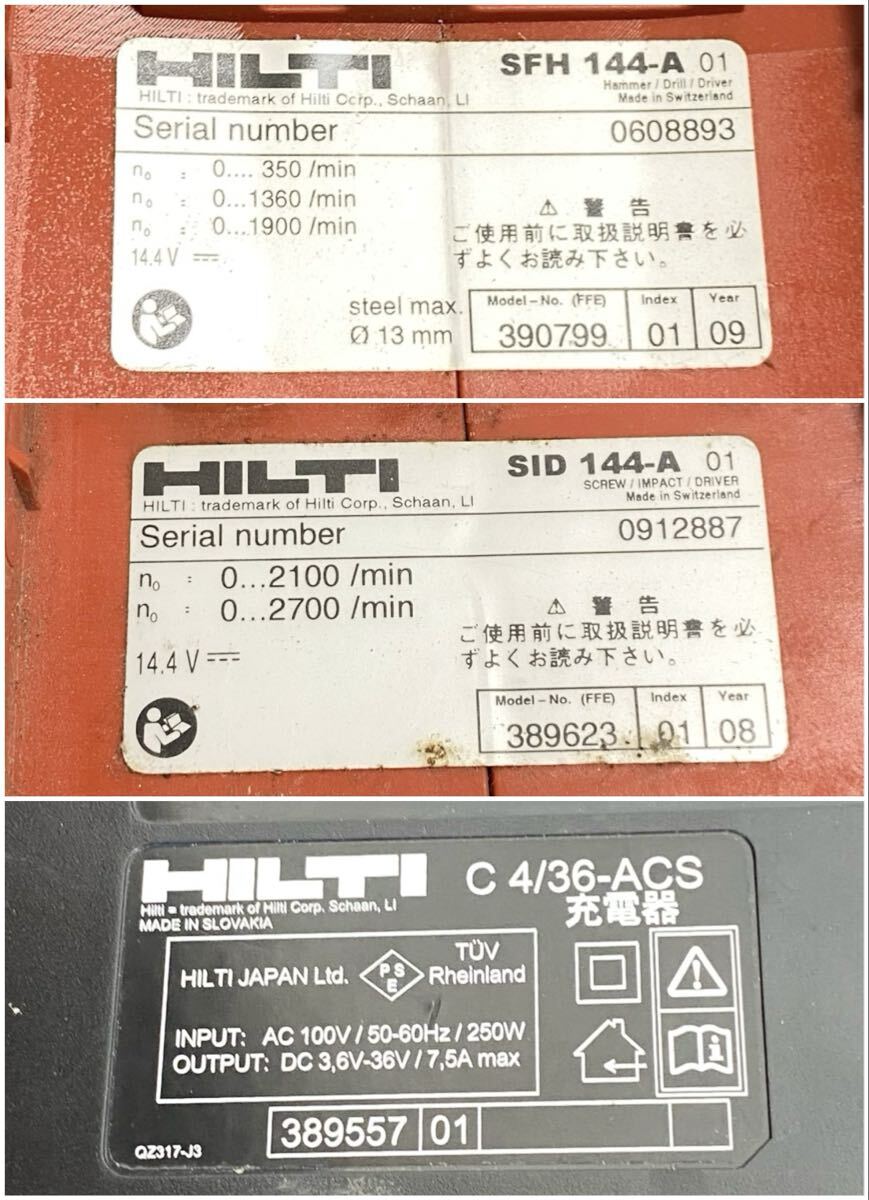 HILTI SFH 144-A 01
Hammer / Drill / Driver
HILTI : trademark of Hilti Corp., Schaan, LI Made in Switzerland
Serial number 0608893
n₀ : 0.... 350 /min
n₀ : 0...1360 /min
n₀ : 0...1900 /min
14.4 V
⚠ 警 告
ご使用前に取扱説明書を必
ずよくお読み下さい。
steel max.
Ø 13 mm
Model-No. (FFE) Index Year
390799 01 09
HILTI SID 144-A 01
SCREW / IMPACT / DRIVER
HILTI : trademark of Hilti Corp., Schaan, LI Made in Switzerland
Serial number 0912887
n₀ : 0...2100 /min
n₀ : 0...2700 /min
14.4 V
⚠ 警 告
ご使用前に取扱説明書を必
ずよくお読み下さい。
Model-No. (FFE) Index Year
389623 01 08
HILTI C 4/36-ACS
充電器
Hilti = trademark of Hilti Corp. Schaan, LI
MADE IN SLOVAKIA
HILTI JAPAN Ltd. PSE TÜV Rheinland
INPUT: AC 100V / 50-60Hz / 250W
OUTPUT: DC 3,6V-36V / 7,5A max
389557 01
QZ317-J3